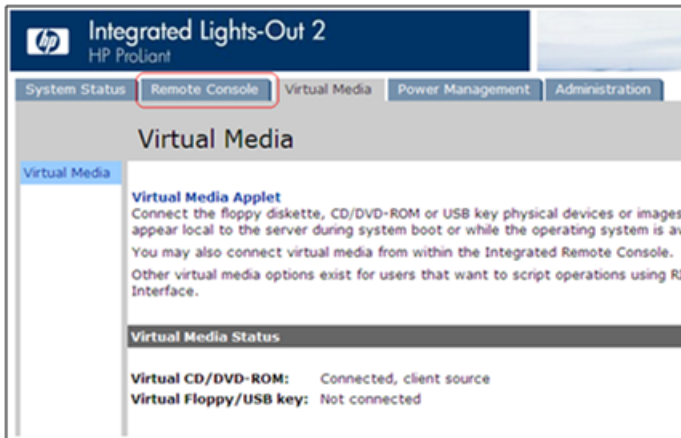 hp
Integrated Lights-Out 2
HP ProLiant
System Status
Remote Console
Virtual Media
Power Management
Administration
Virtual Media
Virtual Media
Virtual Media Applet
Connect the floppy diskette, CD/DVD-ROM or USB key physical devices or images
appear local to the server during system boot or while the operating system is
You may also connect virtual media from within the Integrated Remote Console.
Other virtual media options exist for users that want to script operations using
Interface.
Virtual Media Status
Virtual CD/DVD-ROM: Connected, client source
Virtual Floppy/USB key: Not connected